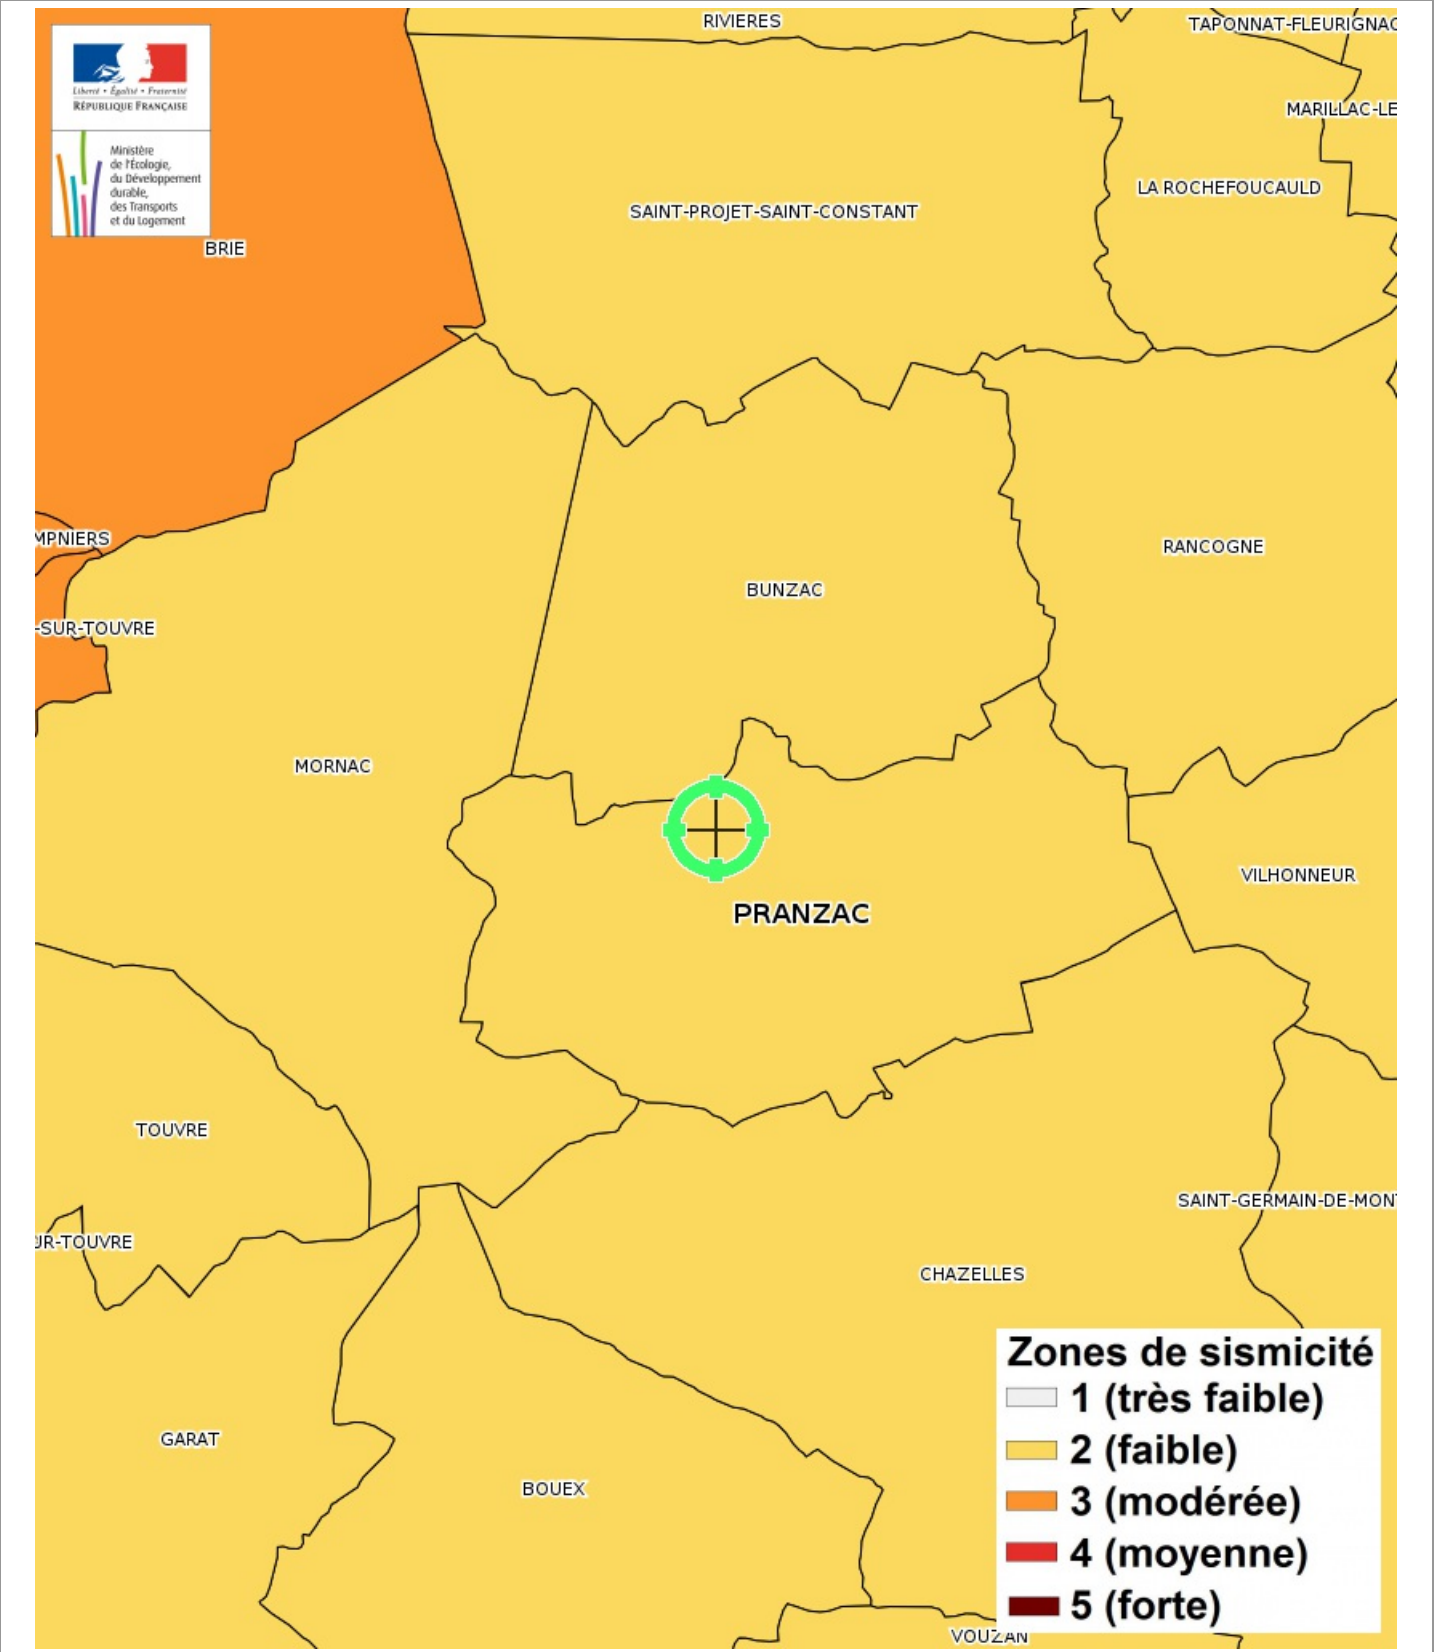 RIVIERES
TAPONNAT-FLEURIGNAC
Liberté • Égalité • Fraternité
RÉPUBLIQUE FRANÇAISE
MARILLAC-LE
Ministère
de l'Écologie,
du Développement
durable,
des Transports
et du Logement
LA ROCHEFOUCAULD
SAINT-PROJET-SAINT-CONSTANT
BRIE
MPNIERS
RANCOGNE
BUNZAC
-SUR-TOUVRE
MORNAC
VILHONNEUR
PRANZAC
TOUVRE
SAINT-GERMAIN-DE-MONT
UR-TOUVRE
CHAZELLES
Zones de sismicité
1 (très faible)
2 (faible)
3 (modérée)
4 (moyenne)
5 (forte)
GARAT
BOUEX
VOUZAN